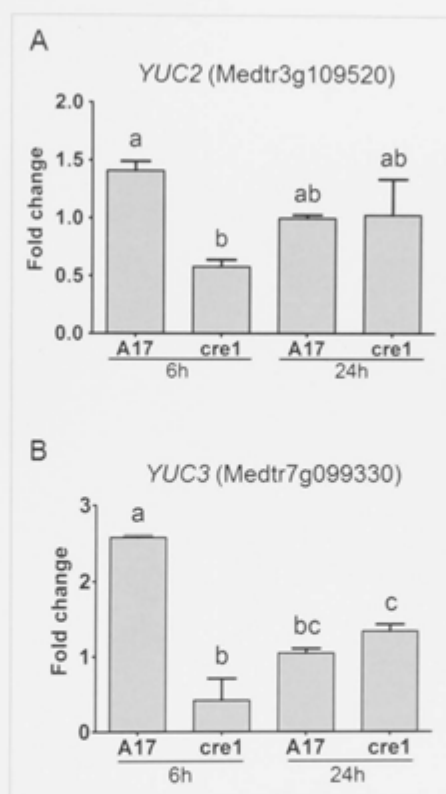 A
YUC2 (Medtr3g109520)
Fold change
2.0
1.5
1.0
0.5
0.0
a
b
ab
ab
A17 cre1 A17 cre1
6h 24h
B
YUC3 (Medtr7g099330)
Fold change
3
2
1
0
a
b
bc
c
A17 cre1 A17 cre1
6h 24h